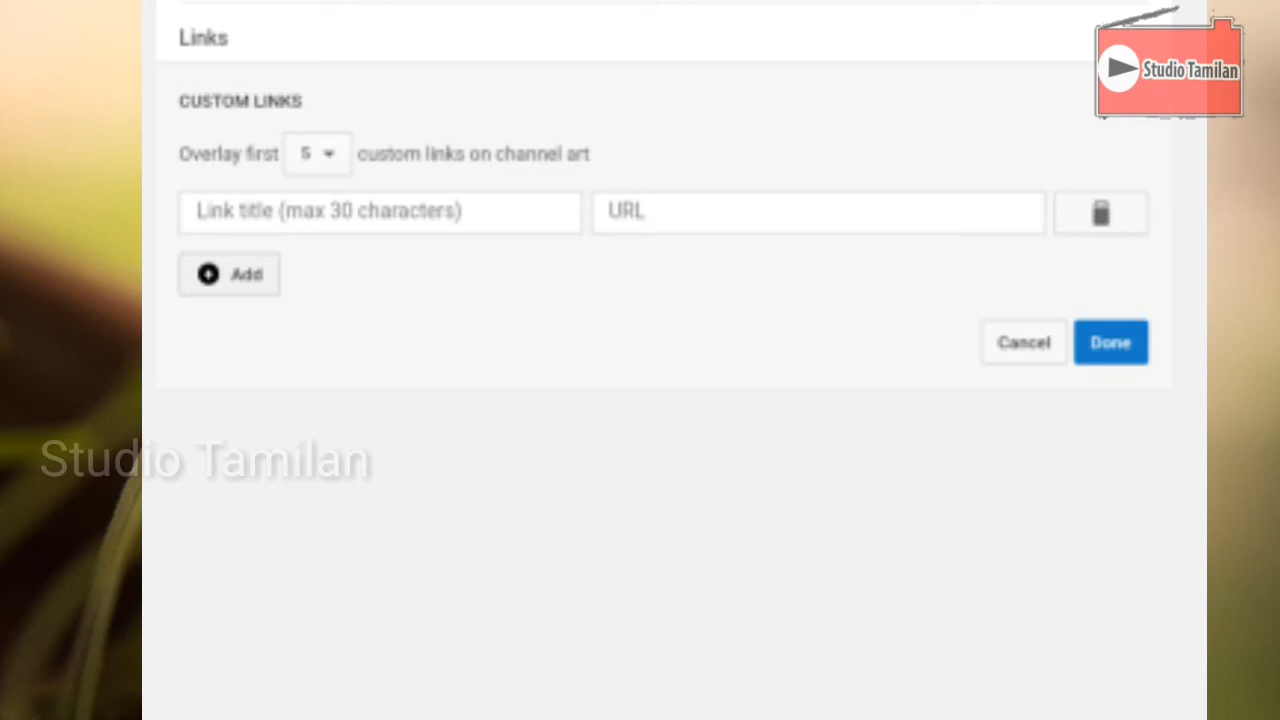 Links
Studio Tamilan
CUSTOM LINKS
Overlay first 5 custom links on channel art
Link title (max 30 characters) URL
Add
Cancel Done
Studio Tamilan